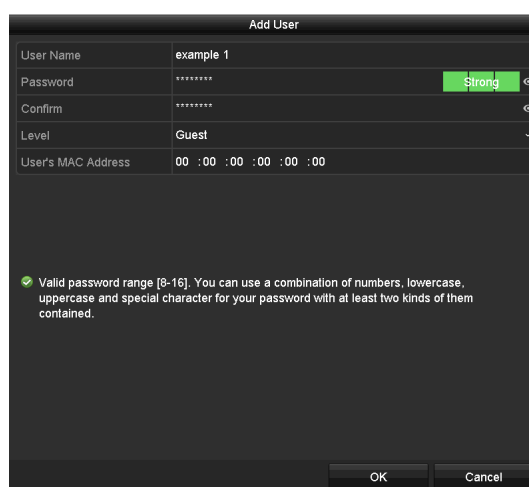 Add User
User Name example 1
Password ******** Strong
Confirm ********
Level Guest
User's MAC Address 00 :00 :00 :00 :00 :00
Valid password range [8-16]. You can use a combination of numbers, lowercase,
uppercase and special character for your password with at least two kinds of them
contained.
OK Cancel